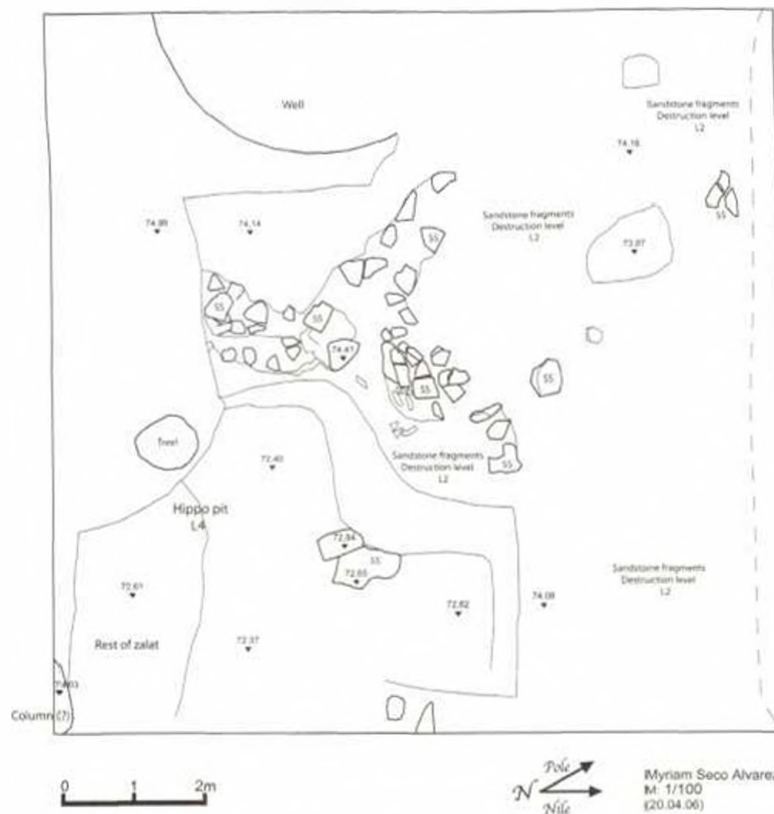 Well
Sandstone fragments
Destruction level
L2
74.16
SS
74.14
Sandstone fragments
Destruction level
L2
SS
73.87
SS
SS
74.41
SS
SS
Tree!
72.40
Sandstone fragments
Destruction level
L2
SS
Hippo pit
L4
72.84
SS
72.65
72.61
72.62
74.08
Sandstone fragments
Destruction level
L2
Rest of zalat
72.37
Column (?)
0 1 2m
N
Pole
Nile
Myriam Seco Alvarez
M: 1/100
(20.04.06)